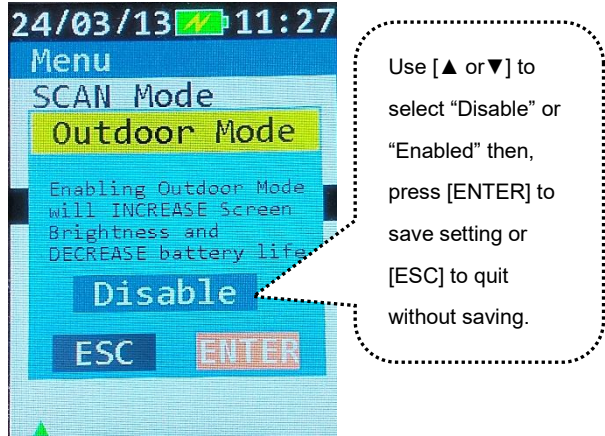 24/03/13 11:27
Menu
SCAN Mode
Outdoor Mode
Enabling Outdoor Mode
will INCREASE Screen
Brightness and
DECREASE battery life.
Disable
ESC ENTER
Use [▲ or▼] to
select “Disable” or
“Enabled” then,
press [ENTER] to
save setting or
[ESC] to quit
without saving.